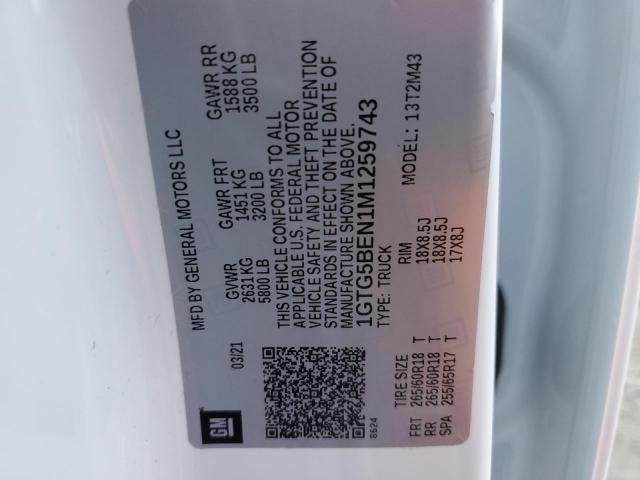 MFD BY GENERAL MOTORS LLC
03/21
GVWR
2631 KG
5800 LB
GAWR FRT
1451 KG
3200 LB
GAWR RR
1588 KG
3500 LB
THIS VEHICLE CONFORMS TO ALL
APPLICABLE U.S. FEDERAL MOTOR
VEHICLE SAFETY AND THEFT PREVENTION
STANDARDS IN EFFECT ON THE DATE OF
MANUFACTURE SHOWN ABOVE.
1GTG5BEN1M1259743
TYPE: TRUCK
MODEL: 13T2M43
GM
8624
TIRE SIZE RIM
FRT 265/60R18 T 18X8.5J
RR 265/60R18 T 18X8.5J
SPA 255/65R17 T 17X8J